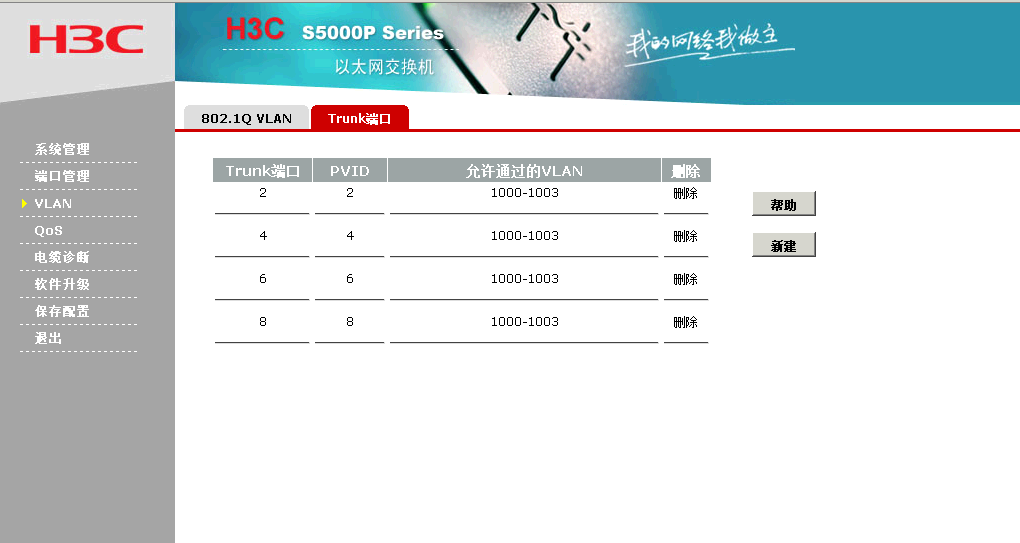 H3C
H3C S5000P Series
以太网交换机
我的网络我做主
802.1Q VLAN Trunk端口
系统管理
端口管理
VLAN
QoS
电缆诊断
软件升级
保存配置
退出
Trunk端口 PVID 允许通过的VLAN 删除
2 2 1000-1003 删除
4 4 1000-1003 删除
6 6 1000-1003 删除
8 8 1000-1003 删除
帮助
新建